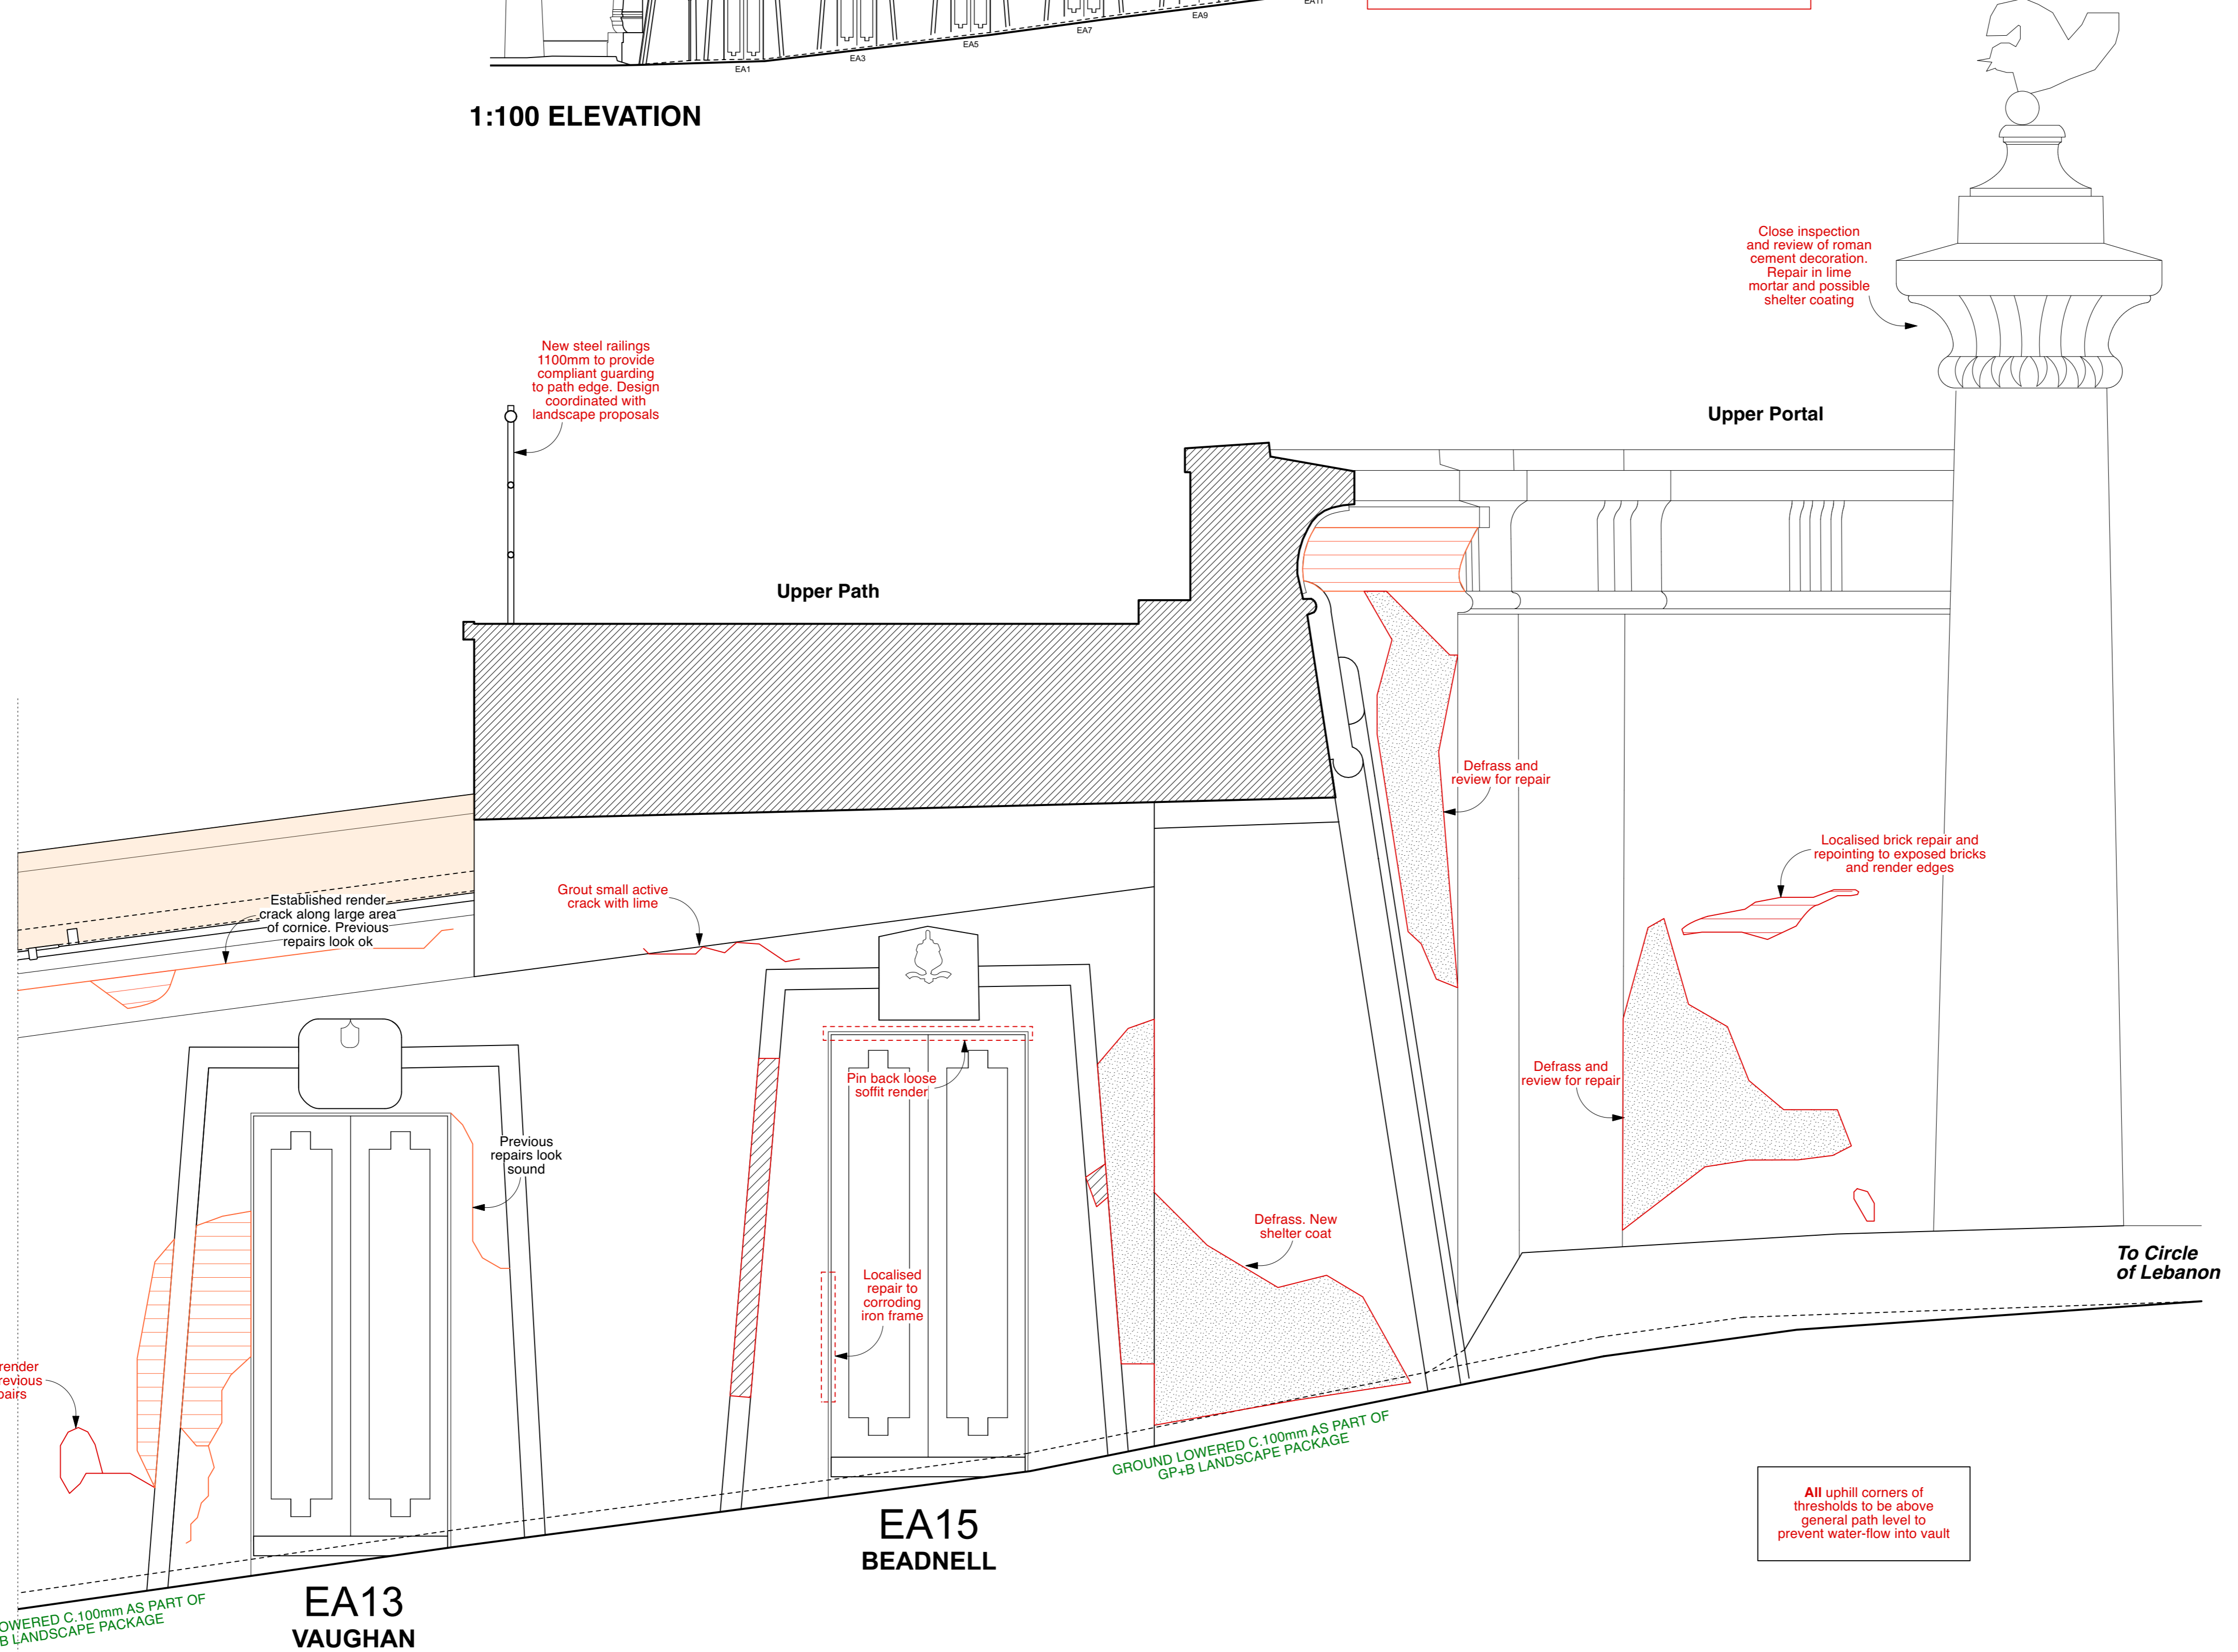 EA1
EA3
EA5
EA7
EA9
EA11
1:100 ELEVATION
Close inspection
and review of roman
cement decoration.
Repair in lime
mortar and possible
shelter coating
New steel railings
1100mm to provide
compliant guarding
to path edge. Design
coordinated with
landscape proposals
Upper Portal
Upper Path
Defrass and
review for repair
Localised brick repair and
repointing to exposed bricks
and render edges
Established render
crack along large area
of cornice. Previous
repairs look ok
Grout small active
crack with lime
Pin back loose
soffit render
Defrass and
review for repair
Previous
repairs look
sound
Defrass. New
shelter coat
Localised
repair to
corroding
iron frame
To Circle
of Lebanon
render
GROUND LOWERED C.100mm AS PART OF
GP+B LANDSCAPE PACKAGE
All uphill corners of
thresholds to be above
general path level to
prevent water-flow into vault
EA15
BEADNELL
EA13
VAUGHAN
C.100mm AS PART OF
LANDSCAPE PACKAGE